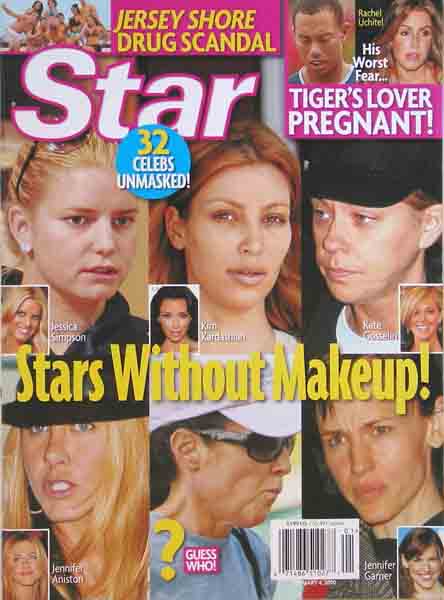 JERSEY SHORE
DRUG SCANDAL
Rachel
Uchitel
His
Worst
Fear...
TIGER'S LOVER
PREGNANT!
Star
32
CELEBS
UNMASKED!
Jessica
Simpson
Kim
Kardashian
Kate
Gosselin
Stars Without Makeup!
Jennifer
Aniston
?
GUESS
WHO!
Jennifer
Garner